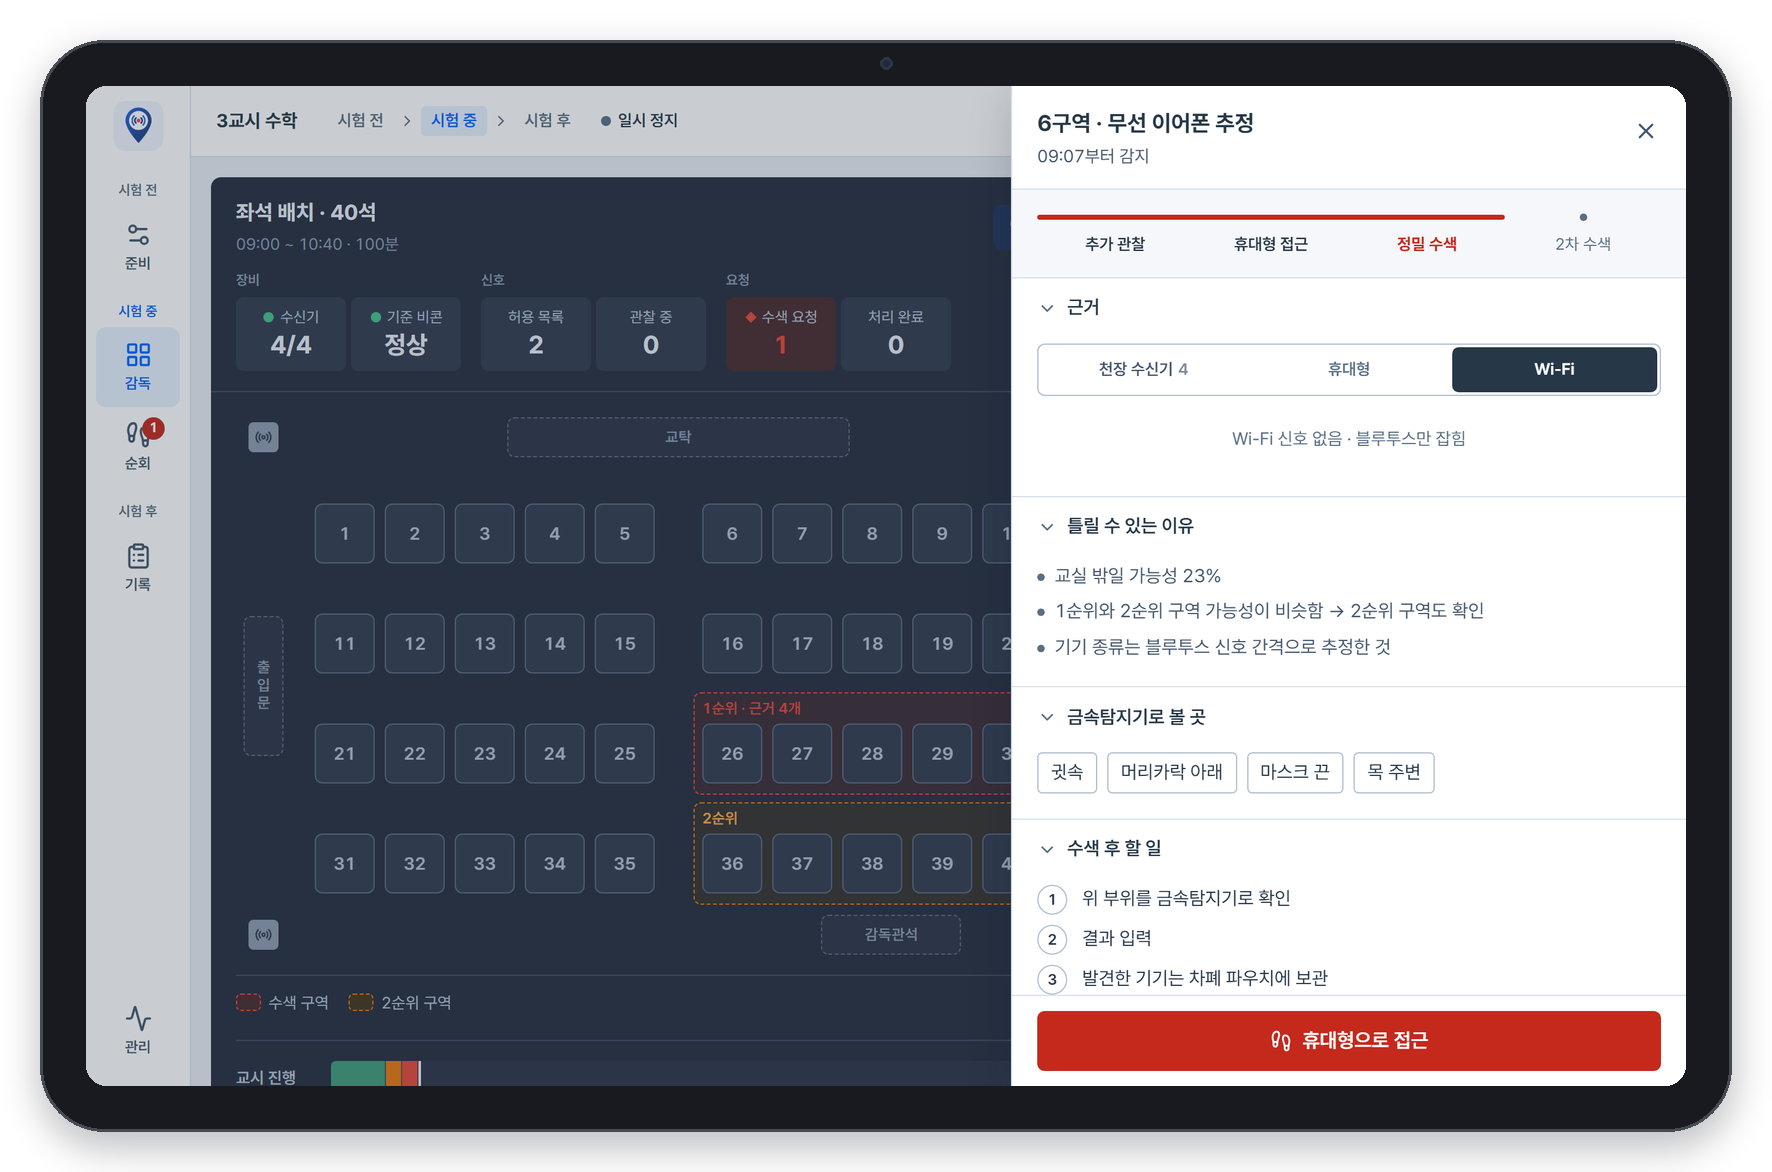 시험 전
준비
시험 중
감독
1
순회
시험 후
기록
관리
3교시 수학
시험 전
시험 중
시험 후
일시 정지
좌석 배치 · 40석
09:00 ~ 10:40 · 100분
장비
신호
요청
수신기
4/4
기준 비콘
정상
허용 목록
2
관찰 중
0
수색 요청
1
처리 완료
0
교탁
1 2 3 4 5 6 7 8 9
11 12 13 14 15 16 17 18 19
출입문
1순위 · 근거 4개
21 22 23 24 25 26 27 28 29
2순위
31 32 33 34 35 36 37 38 39
감독관석
수색 구역
2순위 구역
교시 진행
6구역 · 무선 이어폰 추정
09:07부터 감지
추가 관찰
휴대형 접근
정밀 수색
2차 수색
근거
천장 수신기 4
휴대형
Wi-Fi
Wi-Fi 신호 없음 · 블루투스만 잡힘
틀릴 수 있는 이유
교실 밖일 가능성 23%
1순위와 2순위 구역 가능성이 비슷함 → 2순위 구역도 확인
기기 종류는 블루투스 신호 간격으로 추정한 것
금속탐지기로 볼 곳
귓속
머리카락 아래
마스크 끈
목 주변
수색 후 할 일
1 위 부위를 금속탐지기로 확인
2 결과 입력
3 발견한 기기는 차폐 파우치에 보관
휴대형으로 접근